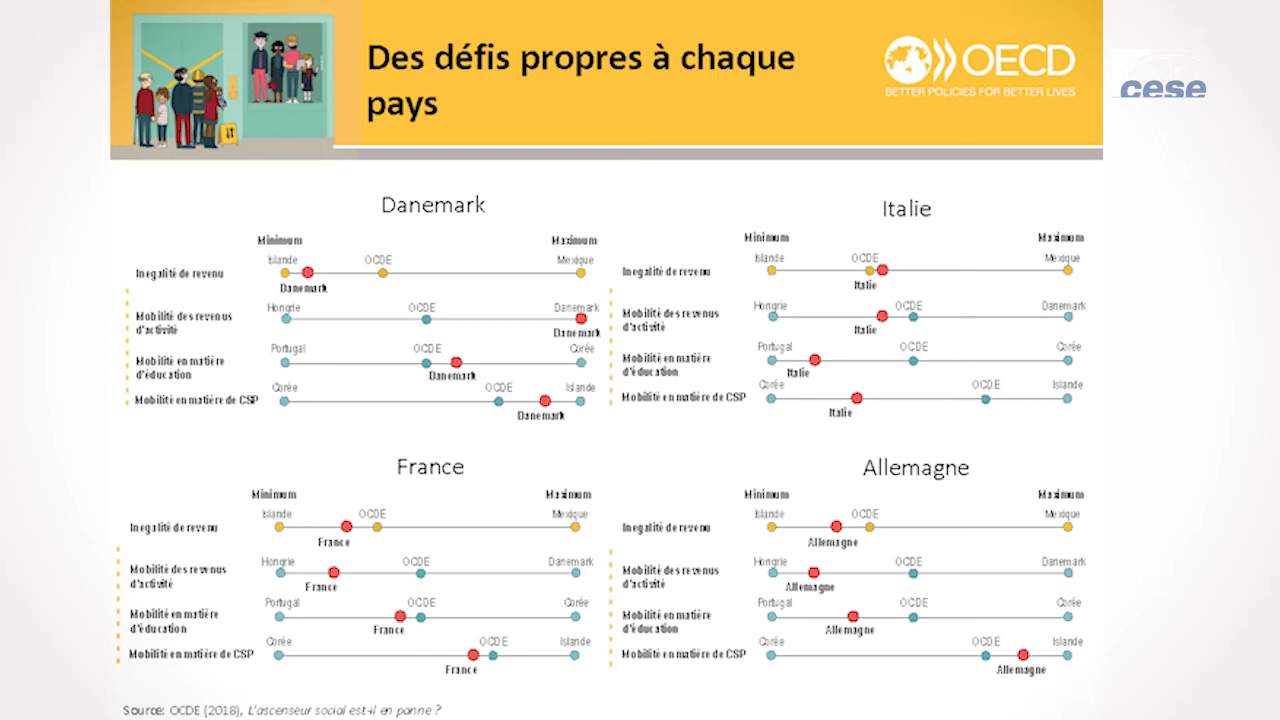 Des défis propres à chaque
pays
OECD
BETTER POLICIES FOR BETTER LIVES
cese
Danemark
Minimum Maximum
Islande OCDE Mexique
Inegalité de revenu
Danemark
Hongrie OCDE Danemark
Mobilité des revenus
d'activité
Danemark
Portugal OCDE Corée
Mobilité en matière
d'éducation
Danemark
Corée OCDE Islande
Mobilité en matière de CSP
Danemark
Italie
Minimum Maximum
Islande OCDE Mexique
Inegalité de revenu
Italie
Hongrie OCDE Danemark
Mobilité des revenus
d'activité
Italie
Portugal OCDE Corée
Mobilité en matière
d'éducation
Italie
Corée OCDE Islande
Mobilité en matière de CSP
Italie
France
Minimum Maximum
Islande OCDE Mexique
Inegalité de revenu
France
Hongrie OCDE Danemark
Mobilité des revenus
d'activité
France
Portugal OCDE Corée
Mobilité en matière
d'éducation
France
Corée OCDE Islande
Mobilité en matière de CSP
France
Allemagne
Minimum Maximum
Islande OCDE Mexique
Inegalité de revenu
Allemagne
Hongrie OCDE Danemark
Mobilité des revenus
d'activité
Allemagne
Portugal OCDE Corée
Mobilité en matière
d'éducation
Allemagne
Corée OCDE Islande
Mobilité en matière de CSP
Allemagne
Source: OCDE (2018), L'ascenseur social est-il en panne ?